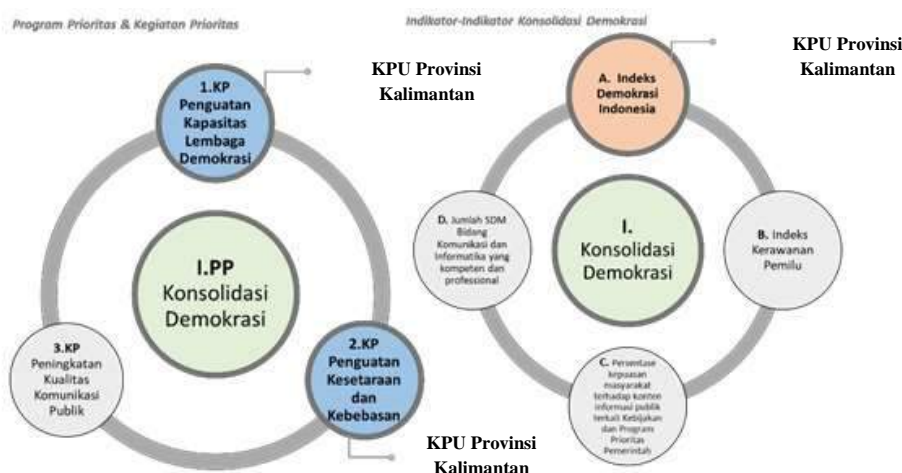 Program Prioritas & Kegiatan Prioritas
1.KP
Penguatan
Kapasitas
Lembaga
Demokrasi
KPU Provinsi
Kalimantan
I.PP
Konsolidasi
Demokrasi
3.KP
Peningkatan
Kualitas
Komunikasi
Publik
2.KP
Penguatan
Kesetaraan
dan
Kebebasan
KPU Provinsi
Kalimantan
Indikator-Indikator Konsolidasi Demokrasi
A. Indeks
Demokrasi
Indonesia
KPU Provinsi
Kalimantan
D. Jumlah SDM
Bidang
Komunikasi dan
Informatika yang
kompeten dan
professional
I.
Konsolidasi
Demokrasi
B. Indeks
Kerawanan
Pemilu
C. Persentase
kepuasan
masyarakat
terhadap konten
informasi publik
terkait Kebijakan
dan Program
Prioritas
Pemerintah